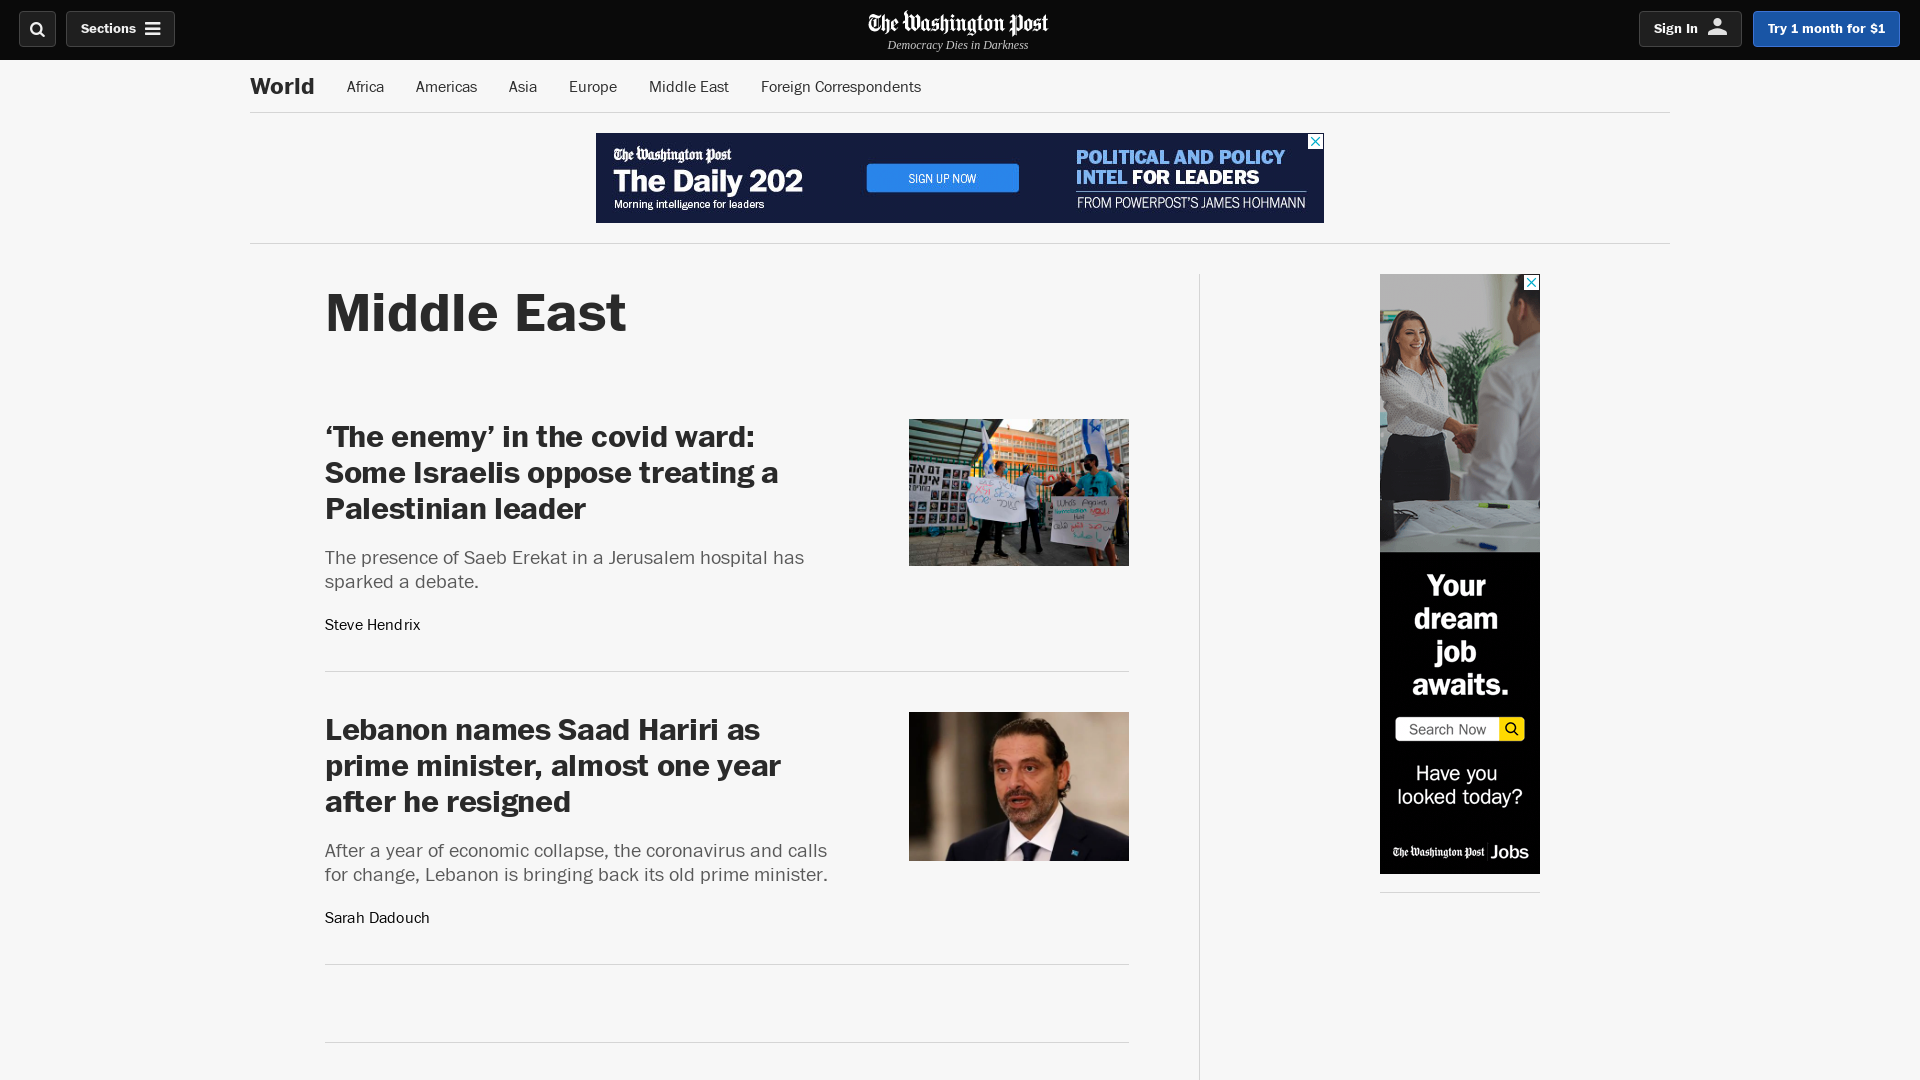 Sections
The Washington Post
Democracy Dies in Darkness
Sign In
Try 1 month for $1
World
Africa
Americas
Asia
Europe
Middle East
Foreign Correspondents
The Washington Post
The Daily 202
Morning intelligence for leaders
SIGN UP NOW
POLITICAL AND POLICY
INTEL FOR LEADERS
FROM POWERPOST'S JAMES HOHMANN
Middle East
‘The enemy’ in the covid ward:
Some Israelis oppose treating a
Palestinian leader
The presence of Saeb Erekat in a Jerusalem hospital has
sparked a debate.
Steve Hendrix
Lebanon names Saad Hariri as
prime minister, almost one year
after he resigned
After a year of economic collapse, the coronavirus and calls
for change, Lebanon is bringing back its old prime minister.
Sarah Dadouch
Your
dream
job
awaits.
Search Now
Have you
looked today?
The Washington Post Jobs